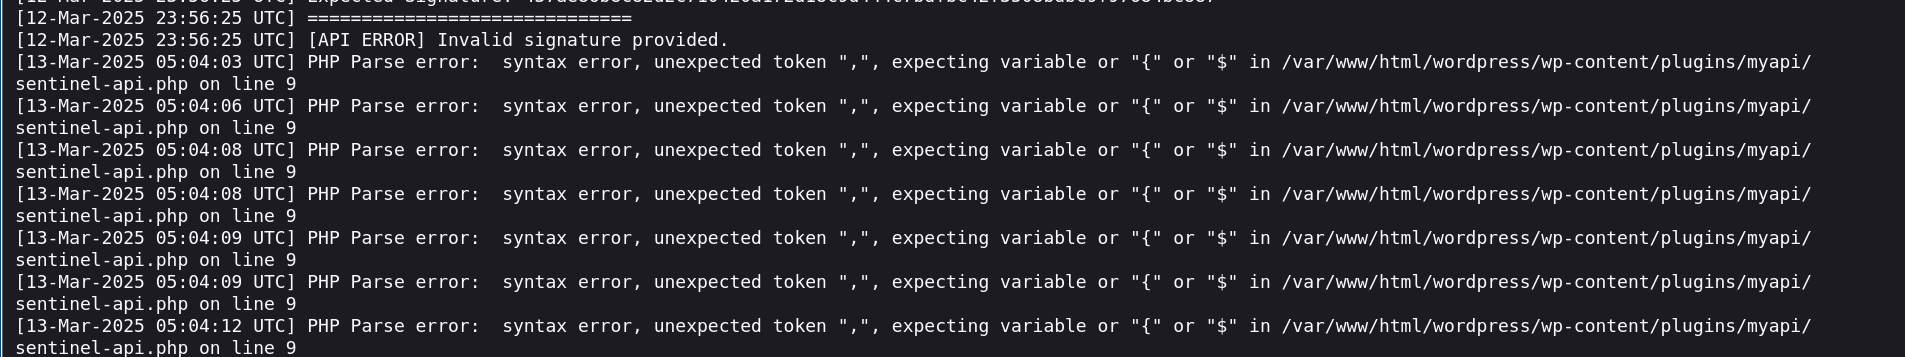 [12-Mar-2025 23:56:25 UTC] ==============================
[12-Mar-2025 23:56:25 UTC] [API ERROR] Invalid signature provided.
[13-Mar-2025 05:04:03 UTC] PHP Parse error:  syntax error, unexpected token ",", expecting variable or "{" or "$" in /var/www/html/wordpress/wp-content/plugins/myapi/
sentinel-api.php on line 9
[13-Mar-2025 05:04:06 UTC] PHP Parse error:  syntax error, unexpected token ",", expecting variable or "{" or "$" in /var/www/html/wordpress/wp-content/plugins/myapi/
sentinel-api.php on line 9
[13-Mar-2025 05:04:08 UTC] PHP Parse error:  syntax error, unexpected token ",", expecting variable or "{" or "$" in /var/www/html/wordpress/wp-content/plugins/myapi/
sentinel-api.php on line 9
[13-Mar-2025 05:04:08 UTC] PHP Parse error:  syntax error, unexpected token ",", expecting variable or "{" or "$" in /var/www/html/wordpress/wp-content/plugins/myapi/
sentinel-api.php on line 9
[13-Mar-2025 05:04:09 UTC] PHP Parse error:  syntax error, unexpected token ",", expecting variable or "{" or "$" in /var/www/html/wordpress/wp-content/plugins/myapi/
sentinel-api.php on line 9
[13-Mar-2025 05:04:09 UTC] PHP Parse error:  syntax error, unexpected token ",", expecting variable or "{" or "$" in /var/www/html/wordpress/wp-content/plugins/myapi/
sentinel-api.php on line 9
[13-Mar-2025 05:04:12 UTC] PHP Parse error:  syntax error, unexpected token ",", expecting variable or "{" or "$" in /var/www/html/wordpress/wp-content/plugins/myapi/
sentinel-api.php on line 9